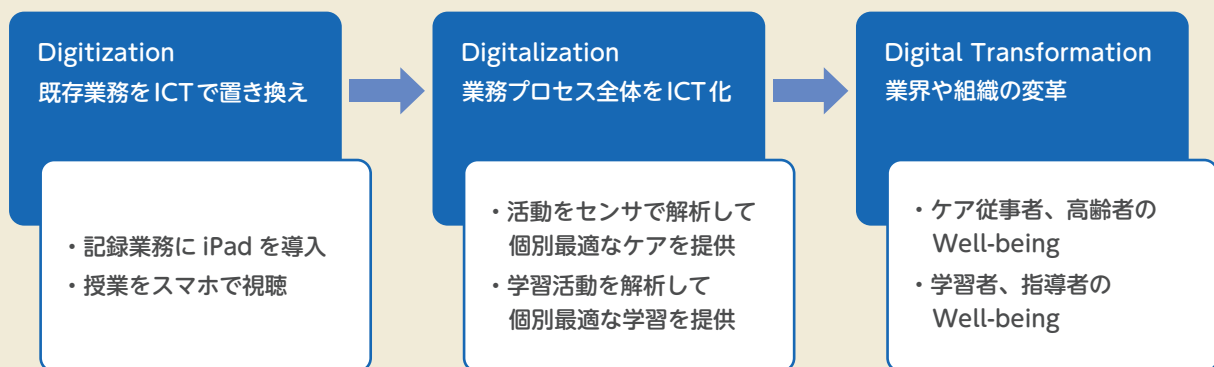 Digitization
既存業務をICTで置き換え
・記録業務に iPad を導入
・授業をスマホで視聴
Digitalization
業務プロセス全体をICT化
・活動をセンサで解析して
個別最適なケアを提供
・学習活動を解析して
個別最適な学習を提供
Digital Transformation
業界や組織の変革
・ケア従事者、高齢者の
Well-being
・学習者、指導者の
Well-being